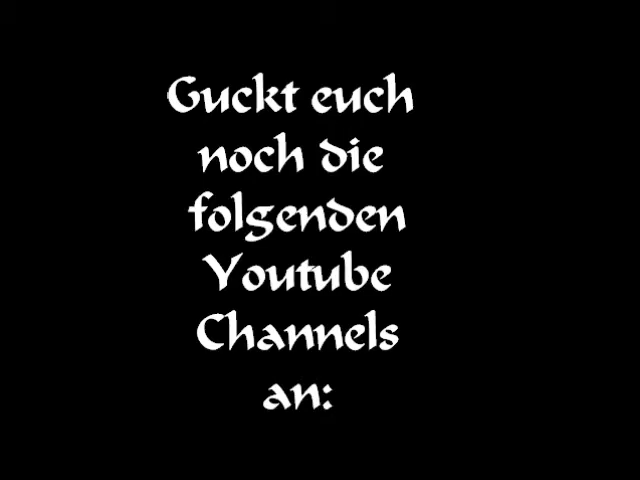 Guckt euch
noch die
folgenden
Youtube
Channels
an: